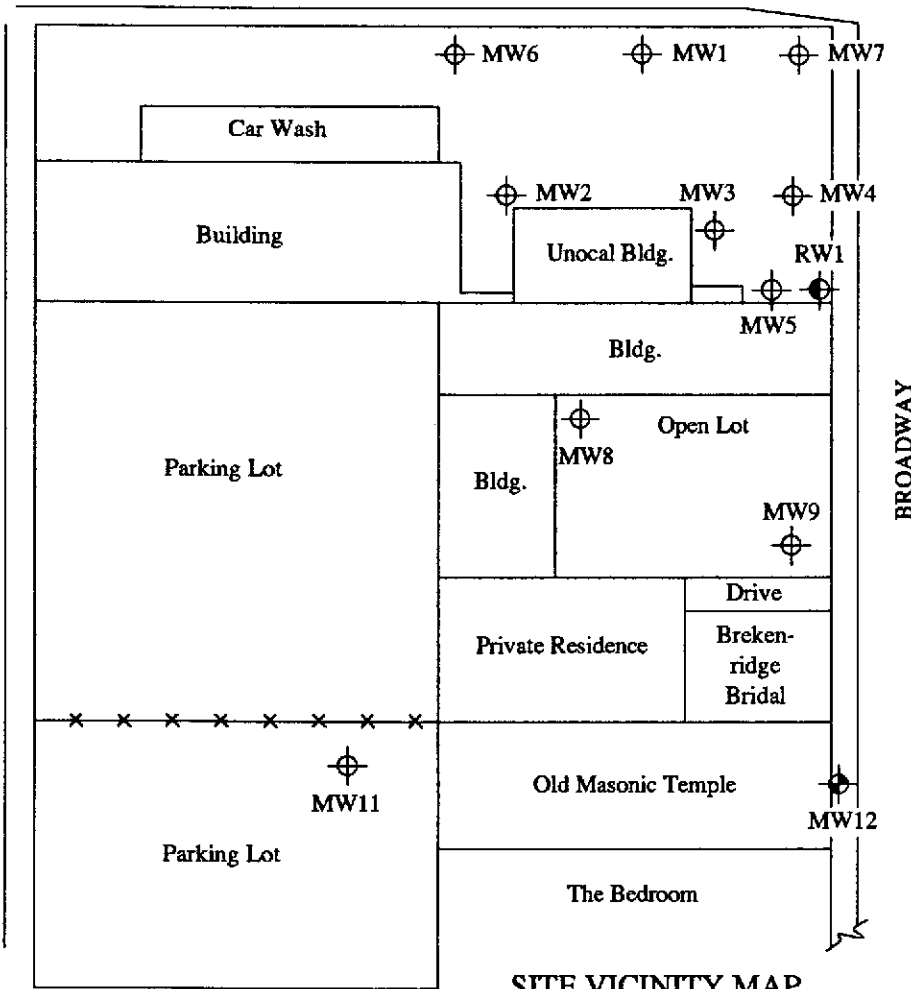 MW6
MW1
MW7
Car Wash
MW2
MW3
MW4
Building
Unocal Bldg.
RW1
MW5
Bldg.
BROADWAY
Open Lot
MW8
Parking Lot
Bldg.
MW9
Drive
Private Residence
Breken-
ridge
Bridal
Old Masonic Temple
MW11
MW12
Parking Lot
The Bedroom
SITE VICINITY MAP